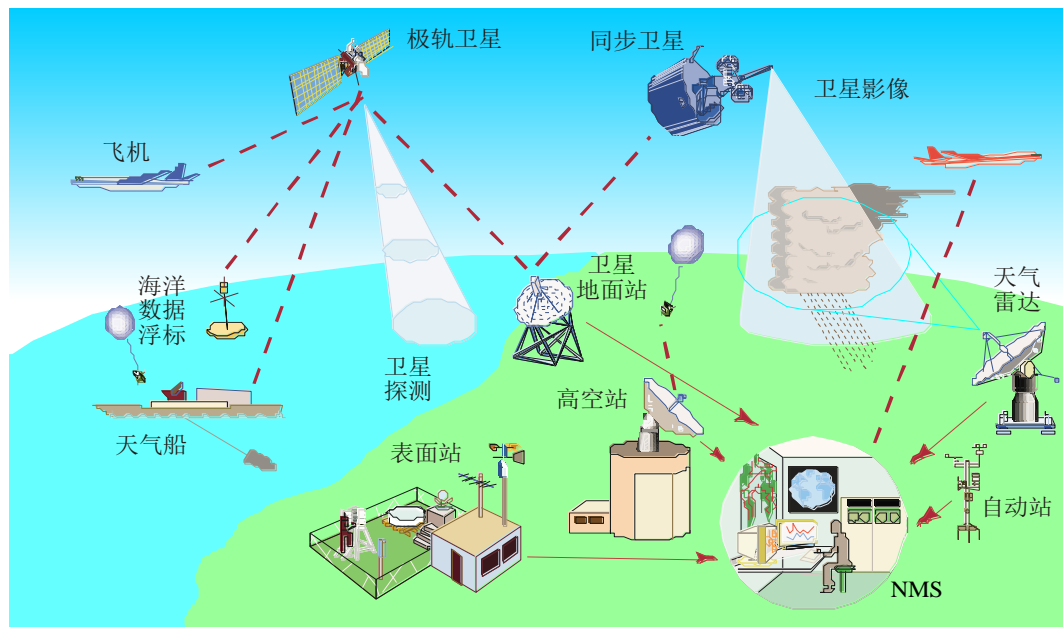 极轨卫星
同步卫星
卫星影像
飞机
海洋
数据
浮标
卫星
地面站
天气
雷达
卫星
探测
高空站
天气船
表面站
自动站
NMS